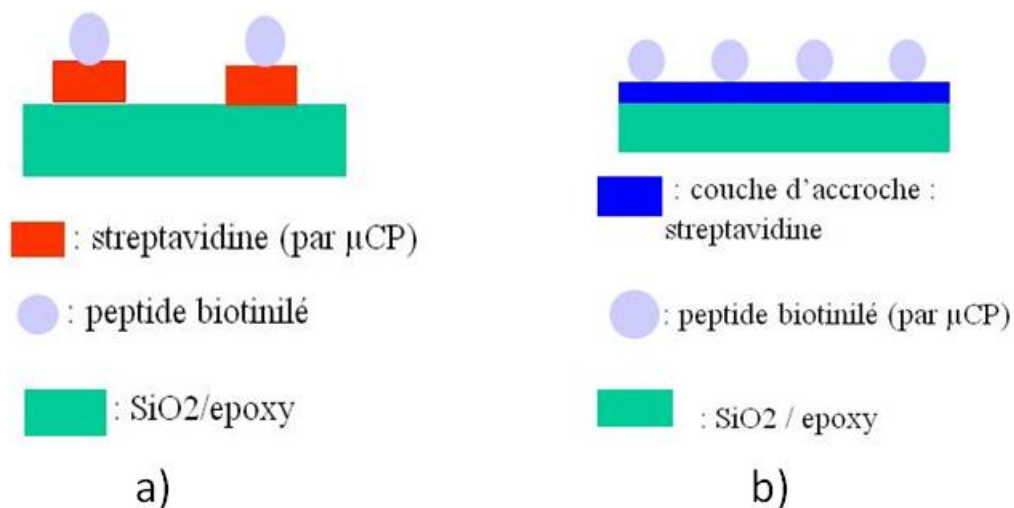 : streptavidine (par µCP)
: peptide biotinilé
: SiO2/epoxy
a)
: couche d’accroche :
streptavidine
: peptide biotinilé (par µCP)
: SiO2 / epoxy
b)